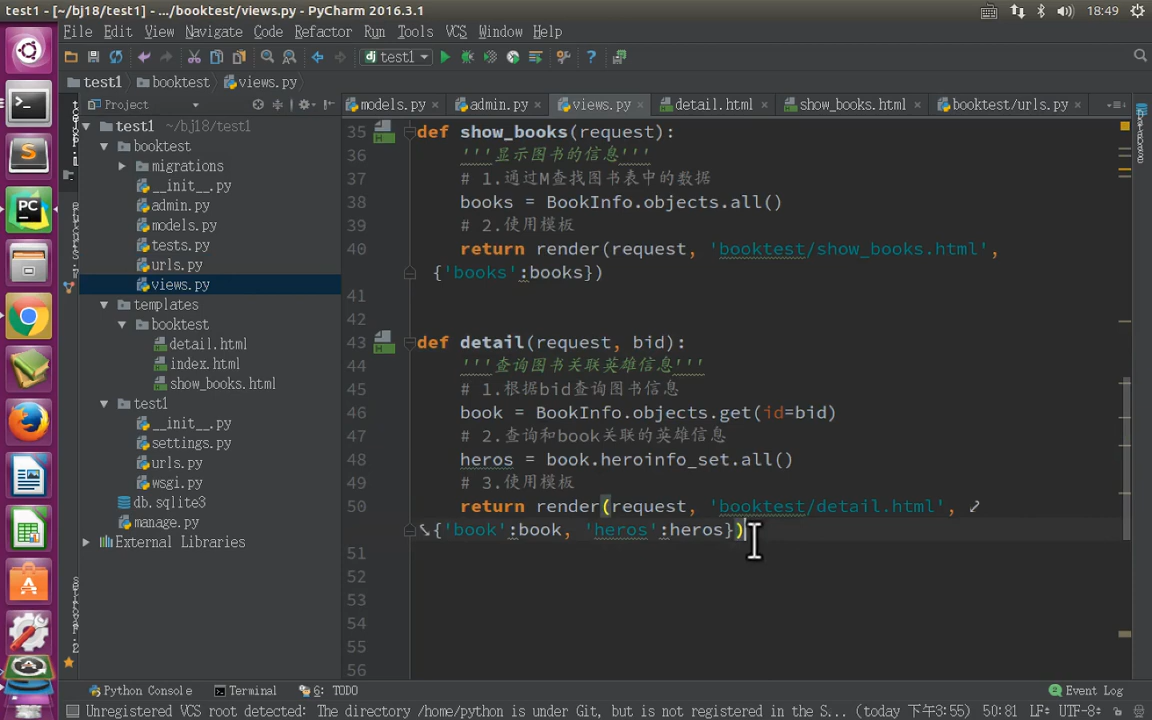 test1 - [~/bj18/test1] - .../booktest/views.py - PyCharm 2016.3.1
18:49
File Edit View Navigate Code Refactor Run Tools VCS Window Help
test1
test1 booktest views.py
Project
models.py admin.py views.py detail.html show_books.html booktest/urls.py
test1 ~/bj18/test1
booktest
migrations
__init__.py
admin.py
models.py
tests.py
urls.py
views.py
templates
booktest
detail.html
index.html
show_books.html
test1
__init__.py
settings.py
urls.py
wsgi.py
db.sqlite3
manage.py
External Libraries
35 def show_books(request):
36 '''显示图书的信息'''
37 # 1.通过M查找图书表中的数据
38 books = BookInfo.objects.all()
39 # 2.使用模板
40 return render(request, 'booktest/show_books.html',
{'books':books})
41
42
43 def detail(request, bid):
44 '''查询图书关联英雄信息'''
45 # 1.根据bid查询图书信息
46 book = BookInfo.objects.get(id=bid)
47 # 2.查询和book关联的英雄信息
48 heros = book.heroinfo_set.all()
49 # 3.使用模板
50 return render(request, 'booktest/detail.html',
{'book':book, 'heros':heros})
51
52
53
54
55
56
Python Console Terminal 6: TODO Event Log
Unregistered VCS root detected: The directory /home/python is under Git, but is not registered in the S... (today 下午3:55) 50:81 LF÷ UTF-8÷